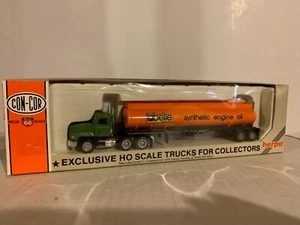 CON-COR
labelle synthetic engine oil
★ EXCLUSIVE HO SCALE TRUCKS FOR COLLECTORS
herpa